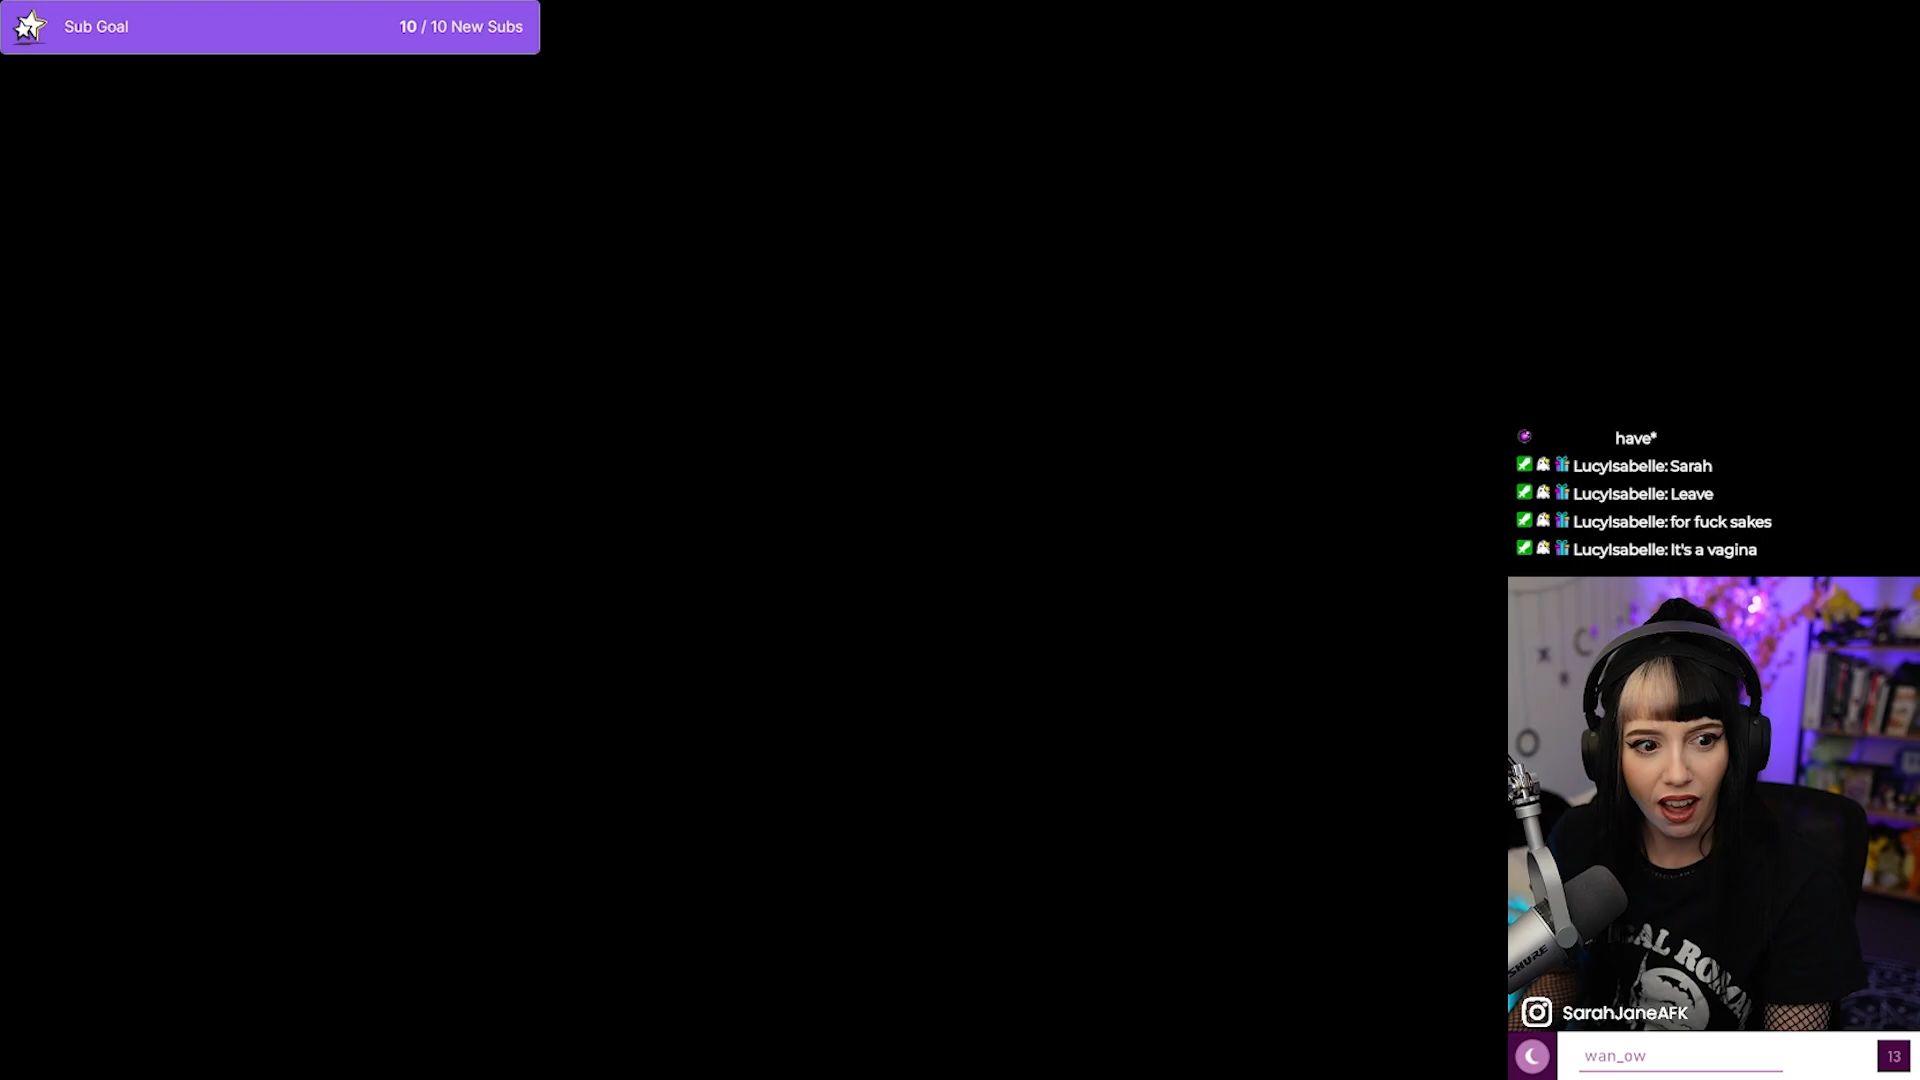 Sub Goal 10 / 10 New Subs
have*
LucyIsabelle: Sarah
LucyIsabelle: Leave
LucyIsabelle: for fuck sakes
LucyIsabelle: It's a vagina
SHURE
SarahJaneAFK
wan_ow 13